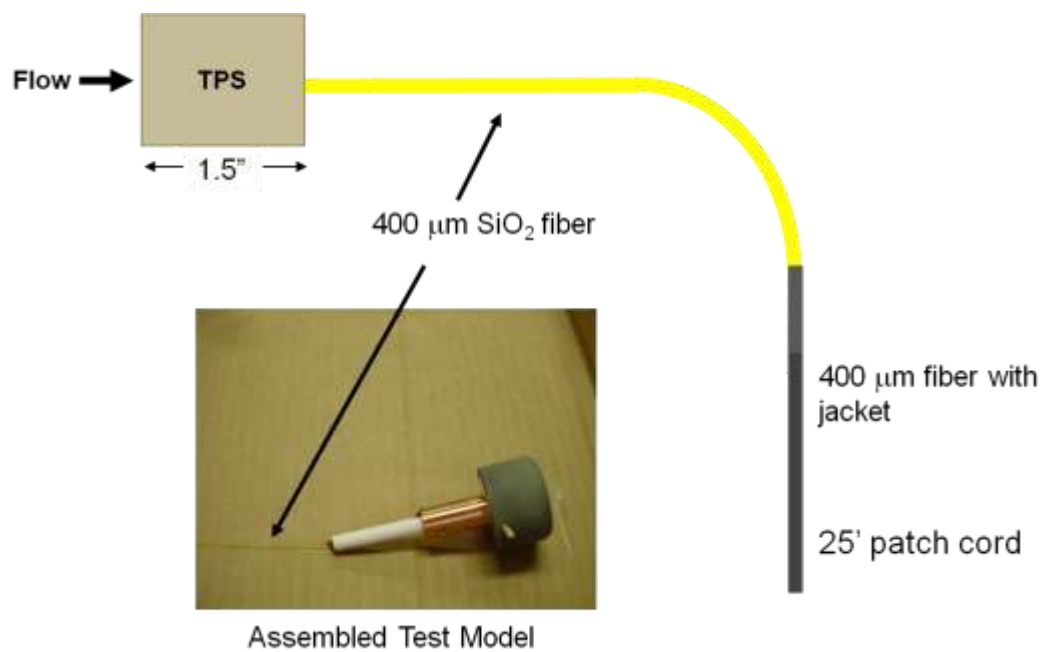 Flow
TPS
1.5”
400 μm SiO₂ fiber
400 μm fiber with
jacket
25’ patch cord
Assembled Test Model